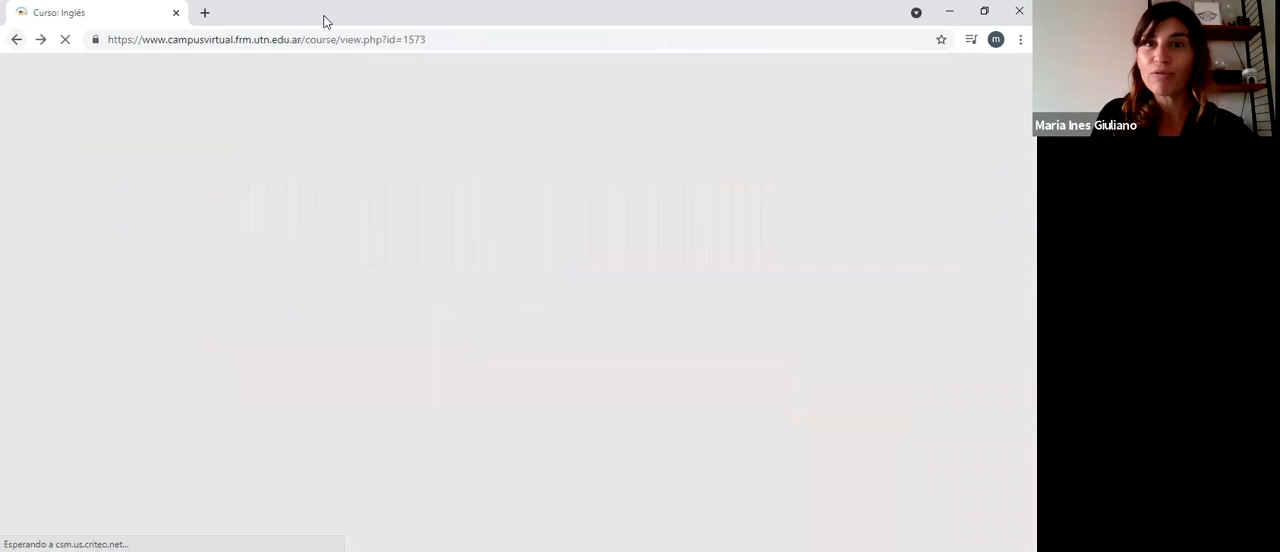 Curso: Inglés
https://www.campusvirtual.frm.utn.edu.ar/course/view.php?id=1573
m
Maria Ines Giuliano
Esperando a csm.us.criteo.net...